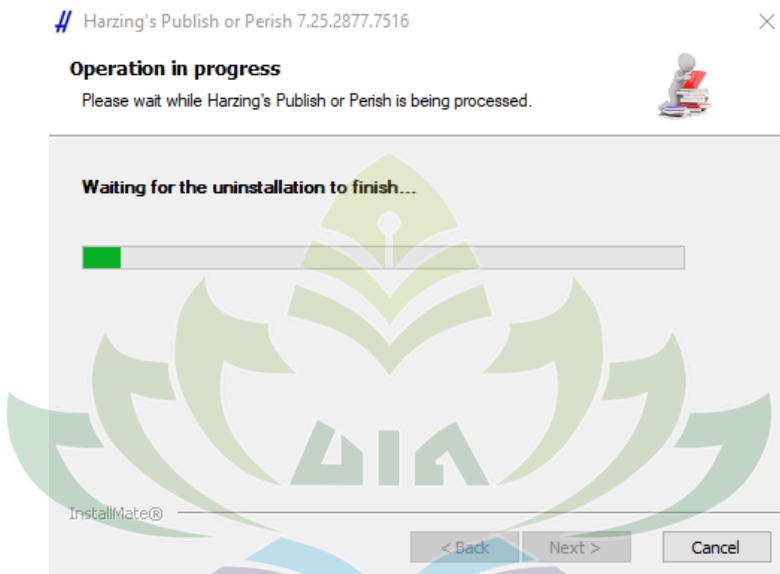 Harzing's Publish or Perish 7.25.2877.7516
Operation in progress
Please wait while Harzing's Publish or Perish is being processed.
Waiting for the uninstallation to finish...
UIN
InstallMate®
< Back Next > Cancel